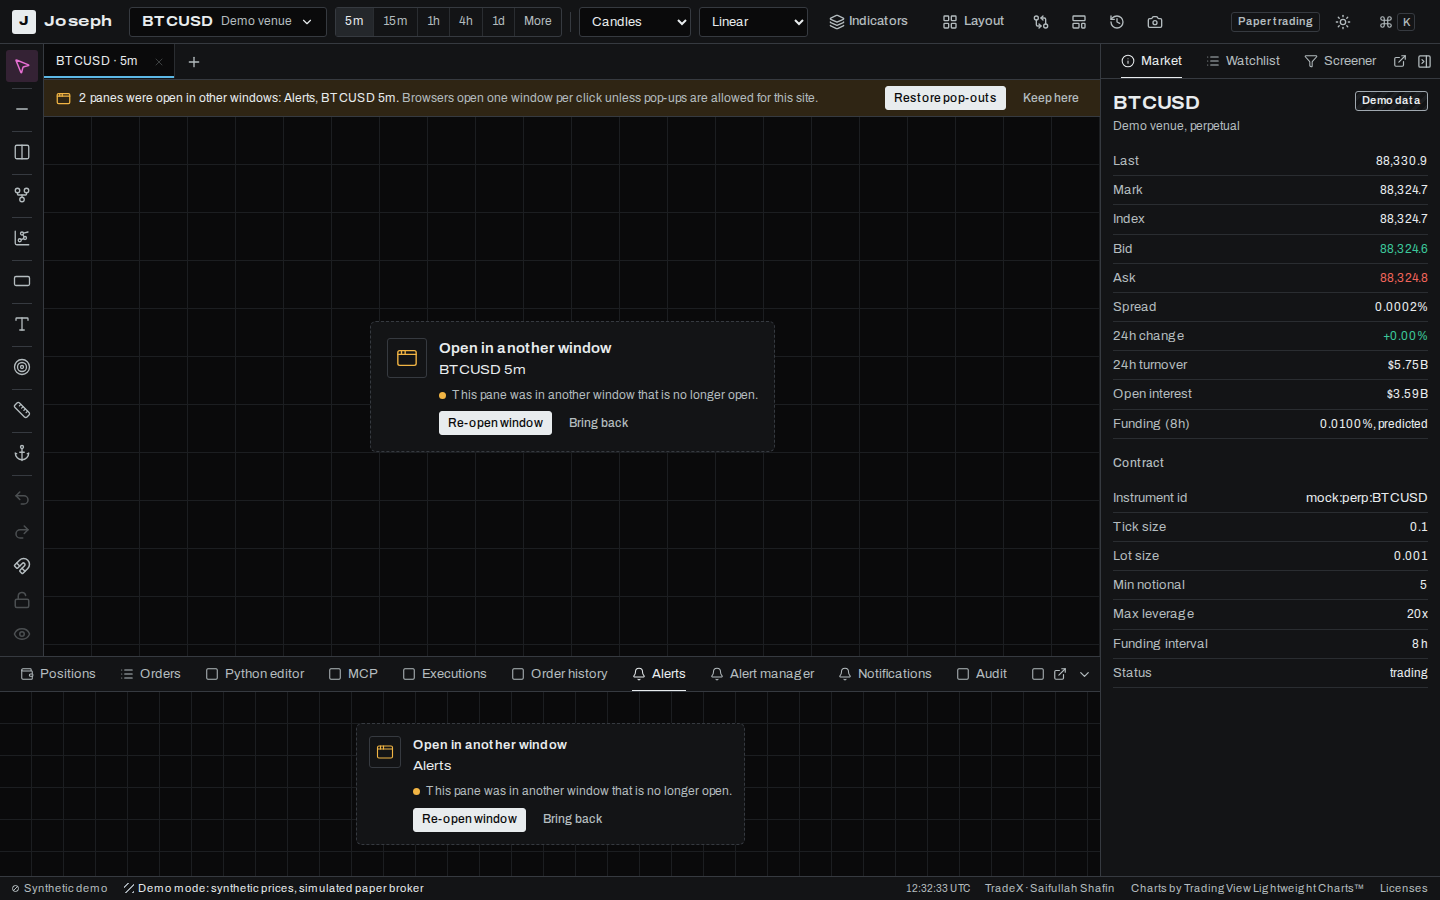 J Joseph BTCUSD Demo venue 5m 15m 1h 4h 1d More Candles Linear Indicators Layout Paper trading ⌘ K
BTCUSD · 5m
Market Watchlist Screener
2 panes were open in other windows: Alerts, BTCUSD 5m. Browsers open one window per click unless pop-ups are allowed for this site. Restore pop-outs Keep here
BTCUSD Demo data
Demo venue, perpetual
Last 88,330.9
Mark 88,324.7
Index 88,324.7
Bid 88,324.6
Ask 88,324.8
Spread 0.0002%
24h change +0.00%
24h turnover $5.75B
Open interest $3.59B
Funding (8h) 0.0100%, predicted
Contract
Instrument id mock:perp:BTCUSD
Tick size 0.1
Lot size 0.001
Min notional 5
Max leverage 20x
Funding interval 8h
Status trading
Open in another window
BTCUSD 5m
This pane was in another window that is no longer open.
Re-open window Bring back
Positions Orders Python editor MCP Executions Order history Alerts Alert manager Notifications Audit
Open in another window
Alerts
This pane was in another window that is no longer open.
Re-open window Bring back
Synthetic demo Demo mode: synthetic prices, simulated paper broker 12:32:33 UTC TradeX · Saifullah Shafin Charts by TradingView Lightweight Charts™ Licenses